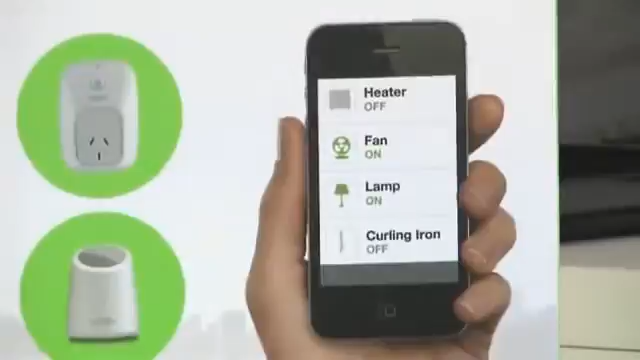 Heater
OFF
Fan
ON
Lamp
ON
Curling Iron
OFF